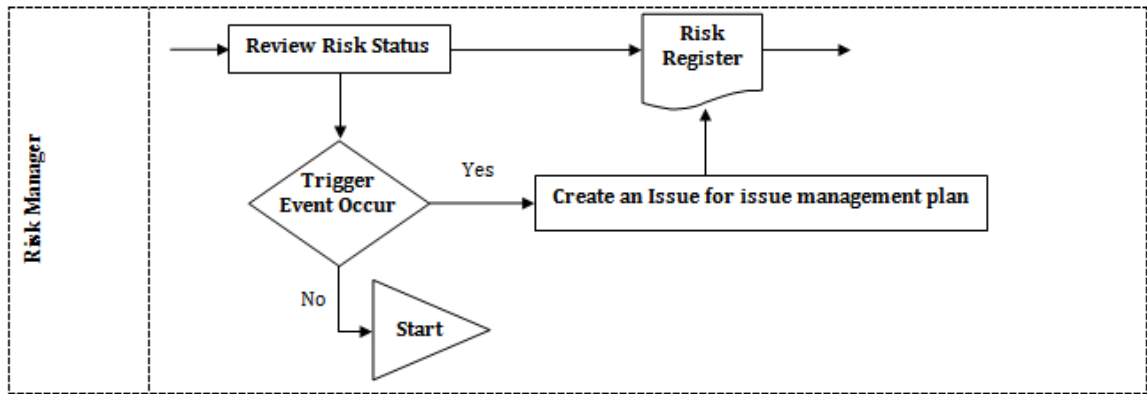 Risk Manager
Review Risk Status
Risk
Register
Trigger
Event Occur
Yes
Create an Issue for issue management plan
No
Start